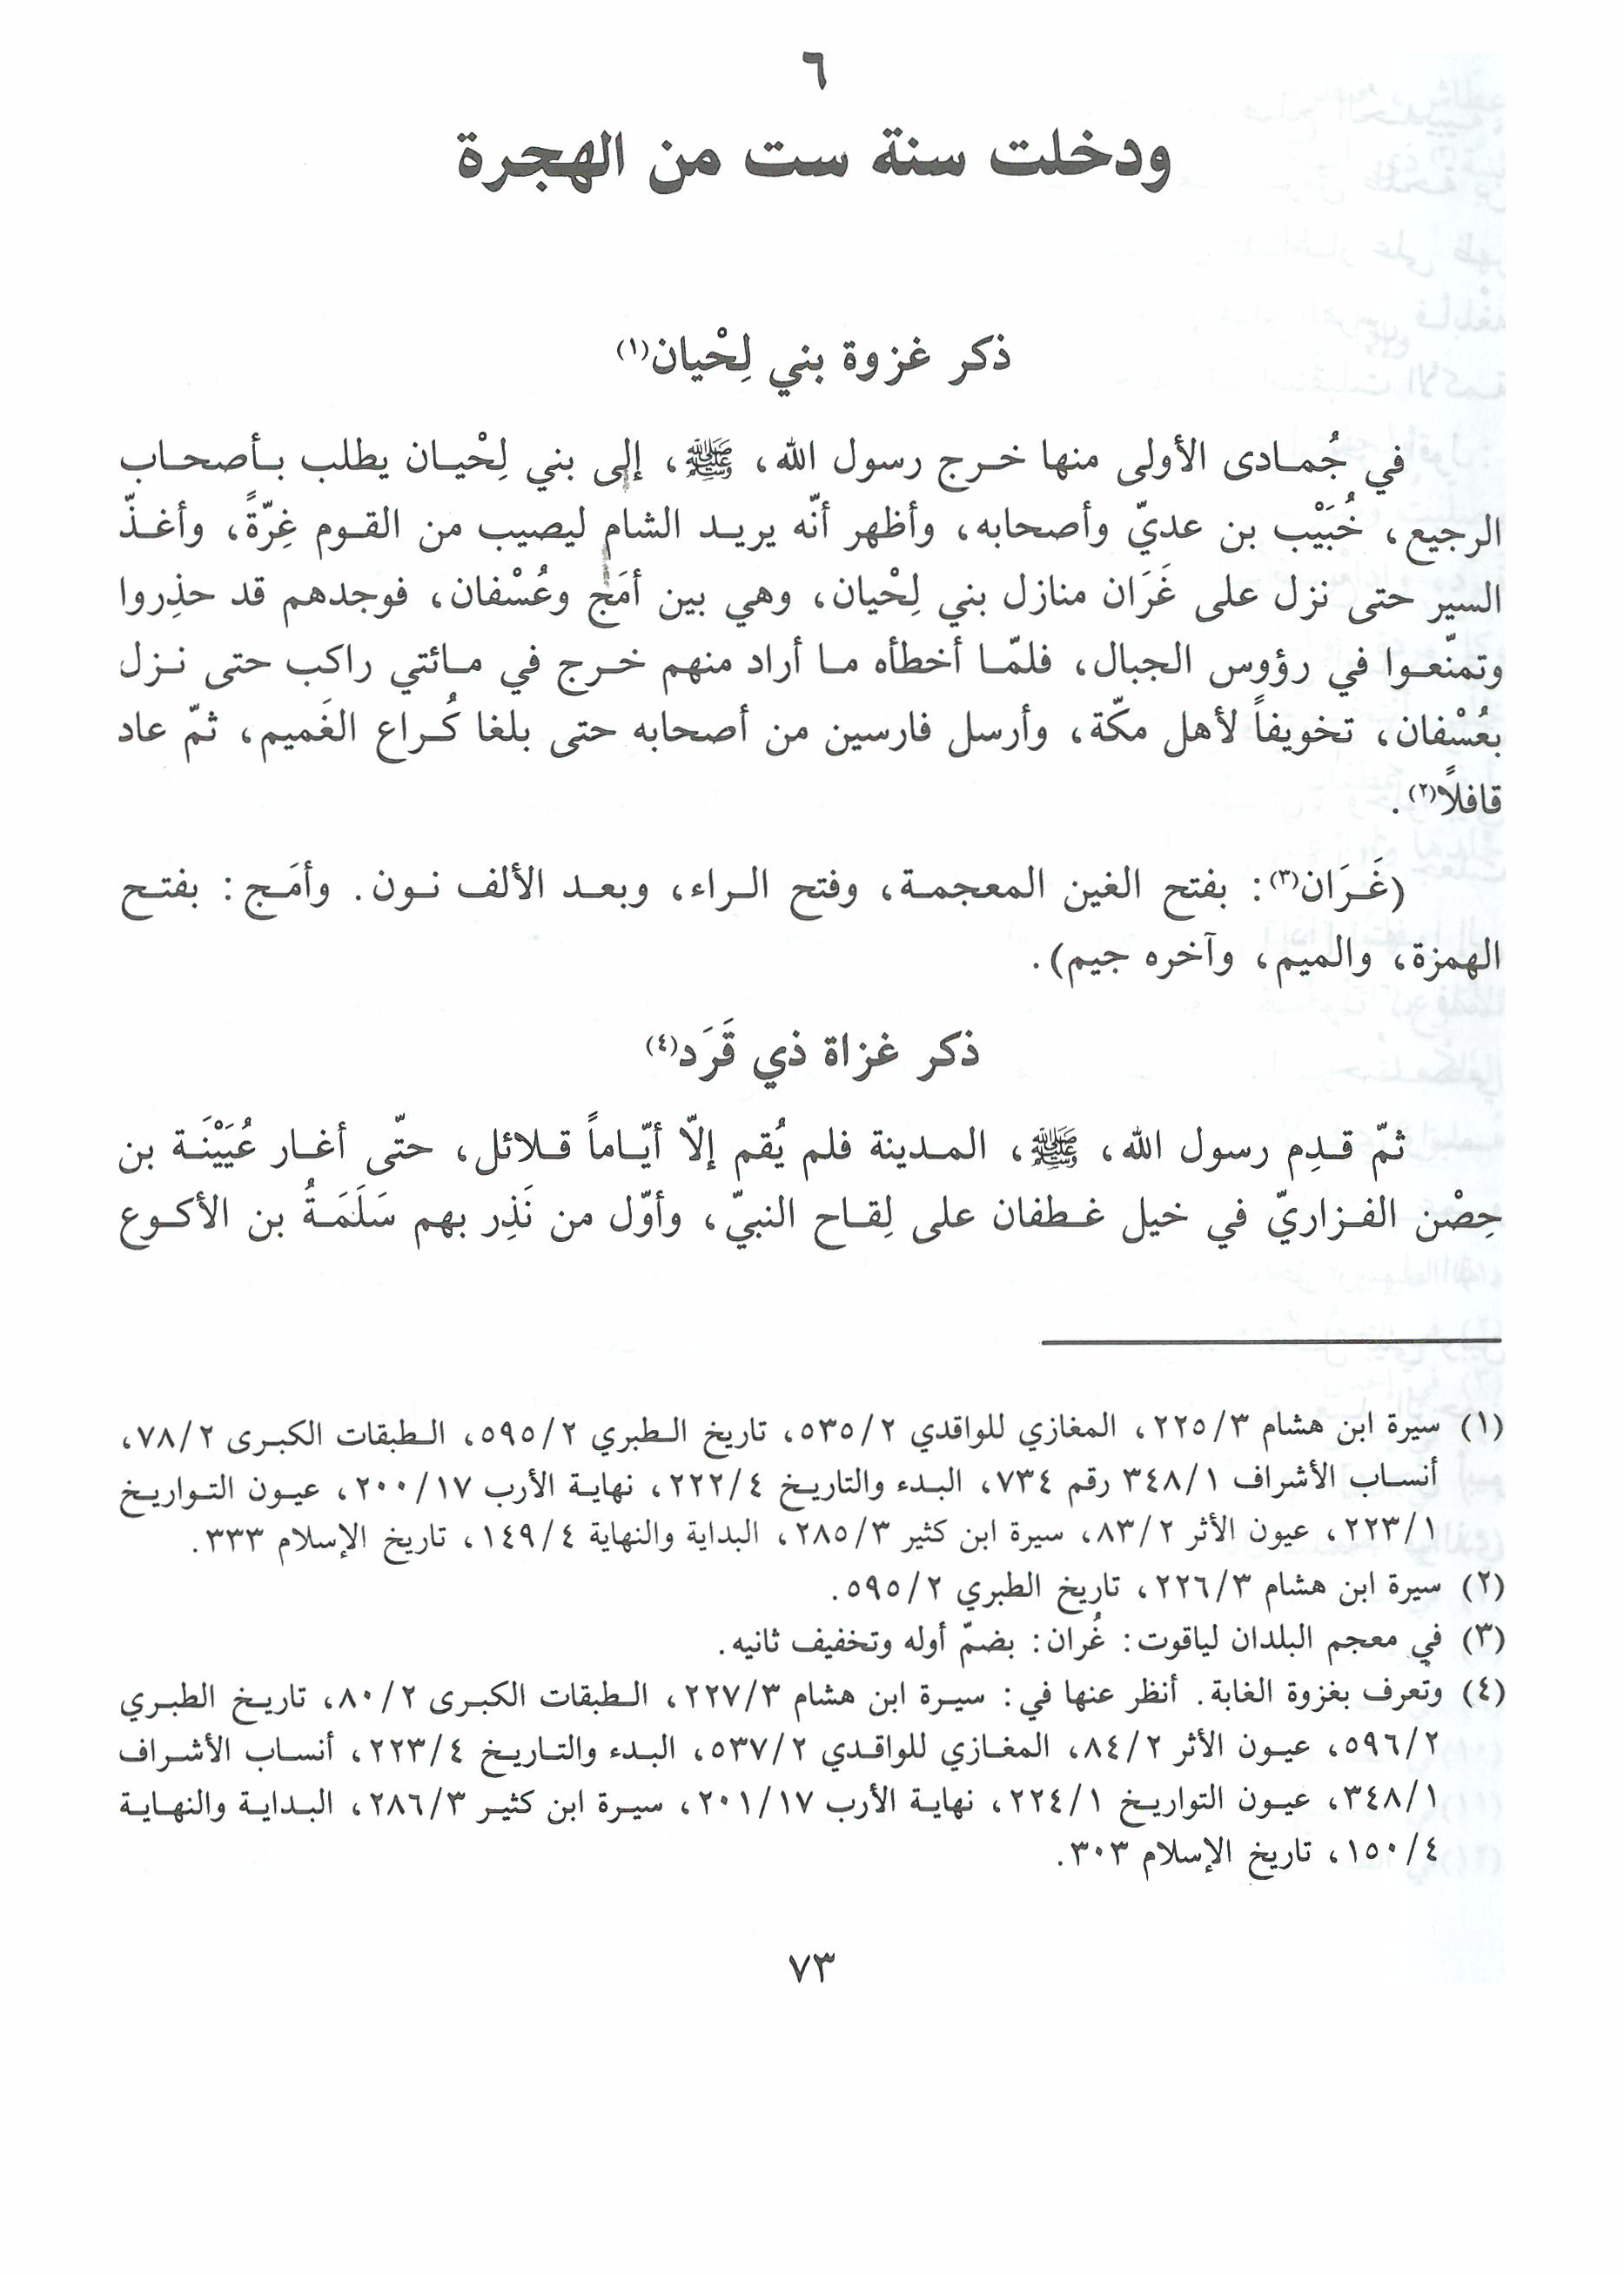 ٦
ودخلت سنة ست من الهجرة
ذكر غزوة بني لِحْيان(١)
في جُمادى الأولى منها خرج رسول الله، ﷺ، إلى بني لِحْيان يطلب بأصحاب
الرجيع، خُبَيْب بن عديّ وأصحابه، وأظهر أنّه يريد الشام ليصيب من القوم غِرّةً، وأغذّ
السير حتى نزل على غَرَان منازل بني لِحْيان، وهي بين أمَج وعُسْفان، فوجدهم قد حذِروا
وتمنّعوا في رؤوس الجبال، فلمّا أخطأه ما أراد منهم خرج في مائتي راكب حتى نزل
بعُسْفان، تخويفاً لأهل مكّة، وأرسل فارسين من أصحابه حتى بلغا كُراع الغَميم، ثمّ عاد
قافلاً(٢).
(غَرَان(٣): بفتح الغين المعجمة، وفتح الراء، وبعد الألف نون. وأمَج: بفتح
الهمزة، والميم، وآخره جيم).
ذكر غزاة ذي قَرَد(٤)
ثمّ قدِم رسول الله، ﷺ، المدينة فلم يُقم إلاّ أيّاماً قلائل، حتّى أغار عُيَيْنَة بن
حِصْن الفزاريّ في خيل غطفان على لِقاح النبيّ، وأوّل من نَذِر بهم سَلَمَةُ بن الأكوع
(١) سيرة ابن هشام ٢٢٥/٣، المغازي للواقدي ٥٣٥/٢، تاريخ الطبري ٥٩٥/٢، الطبقات الكبرى ٧٨/٢،
أنساب الأشراف ٣٤٨/١ رقم ٧٣٤، البدء والتاريخ ٢٢٢/٤، نهاية الأرب ٢٠٠/١٧، عيون التواريخ
٢٢٣/١، عيون الأثر ٨٣/٢، سيرة ابن كثير ٢٨٥/٣، البداية والنهاية ١٤٩/٤، تاريخ الإسلام ٣٣٣.
(٢) سيرة ابن هشام ٢٢٦/٣، تاريخ الطبري ٥٩٥/٢.
(٣) في معجم البلدان لياقوت: غُران: بضمّ أوله وتخفيف ثانيه.
(٤) وتعرف بغزوة الغابة. أنظر عنها في: سيرة ابن هشام ٢٢٧/٣، الطبقات الكبرى ٨٠/٢، تاريخ الطبري
٥٩٦/٢، عيون الأثر ٨٤/٢، المغازي للواقدي ٥٣٧/٢، البدء والتاريخ ٢٢٣/٤، أنساب الأشراف
٣٤٨/١، عيون التواريخ ٢٢٤/١، نهاية الأرب ٢٠١/١٧، سيرة ابن كثير ٢٨٦/٣، البداية والنهاية
١٥٠/٤، تاريخ الإسلام ٣٠٣.
٧٣